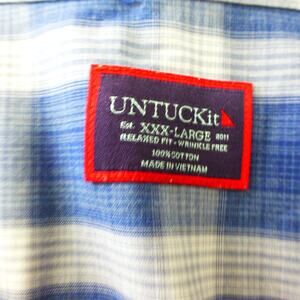 UNTUCKit
Est. XXX-LARGE 2011
RELAXED FIT - WRINKLE FREE
100% COTTON
MADE IN VIETNAM